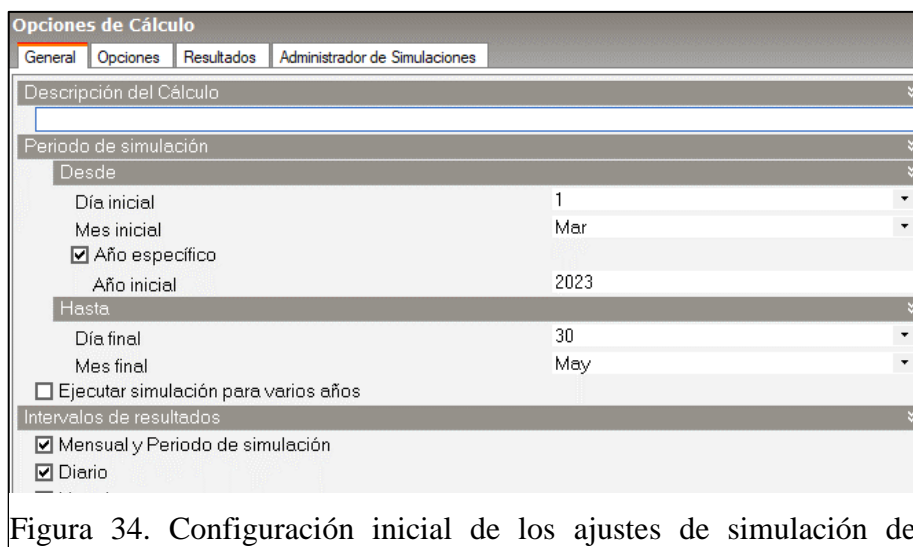 Opciones de Cálculo
General Opciones Resultados Administrador de Simulaciones
Descripción del Cálculo
Periodo de simulación
Desde
Día inicial 1
Mes inicial Mar
Año específico
Año inicial 2023
Hasta
Día final 30
Mes final May
Ejecutar simulación para varios años
Intervalos de resultados
Mensual y Periodo de simulación
Diario
Figura 34. Configuración inicial de los ajustes de simulación de